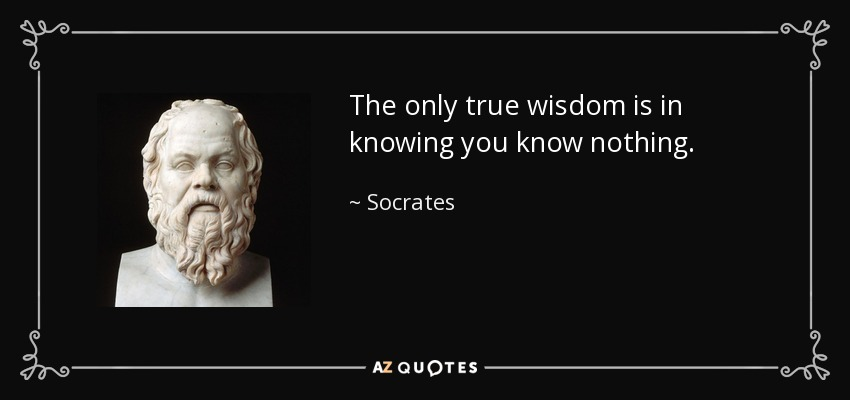 The only true wisdom is in
knowing you know nothing.
~ Socrates
AZ QUOTES